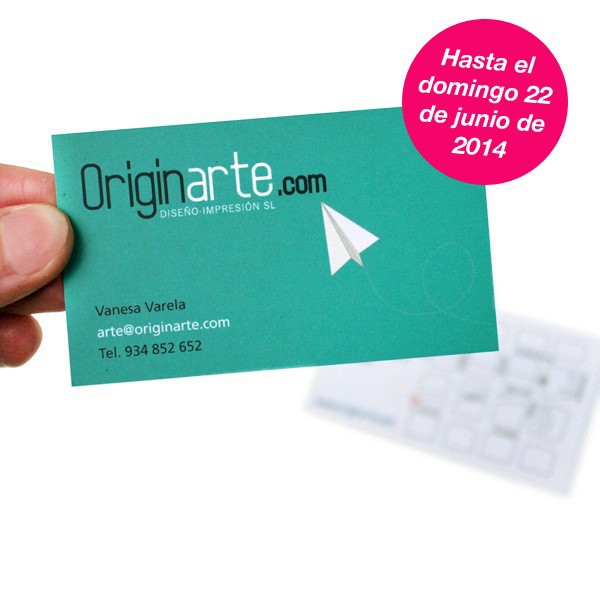 Hasta el
domingo 22
de junio de
2014
Originarte.com
DISEÑO·IMPRESIÓN SL
Vanesa Varela
arte@originarte.com
Tel. 934 852 652